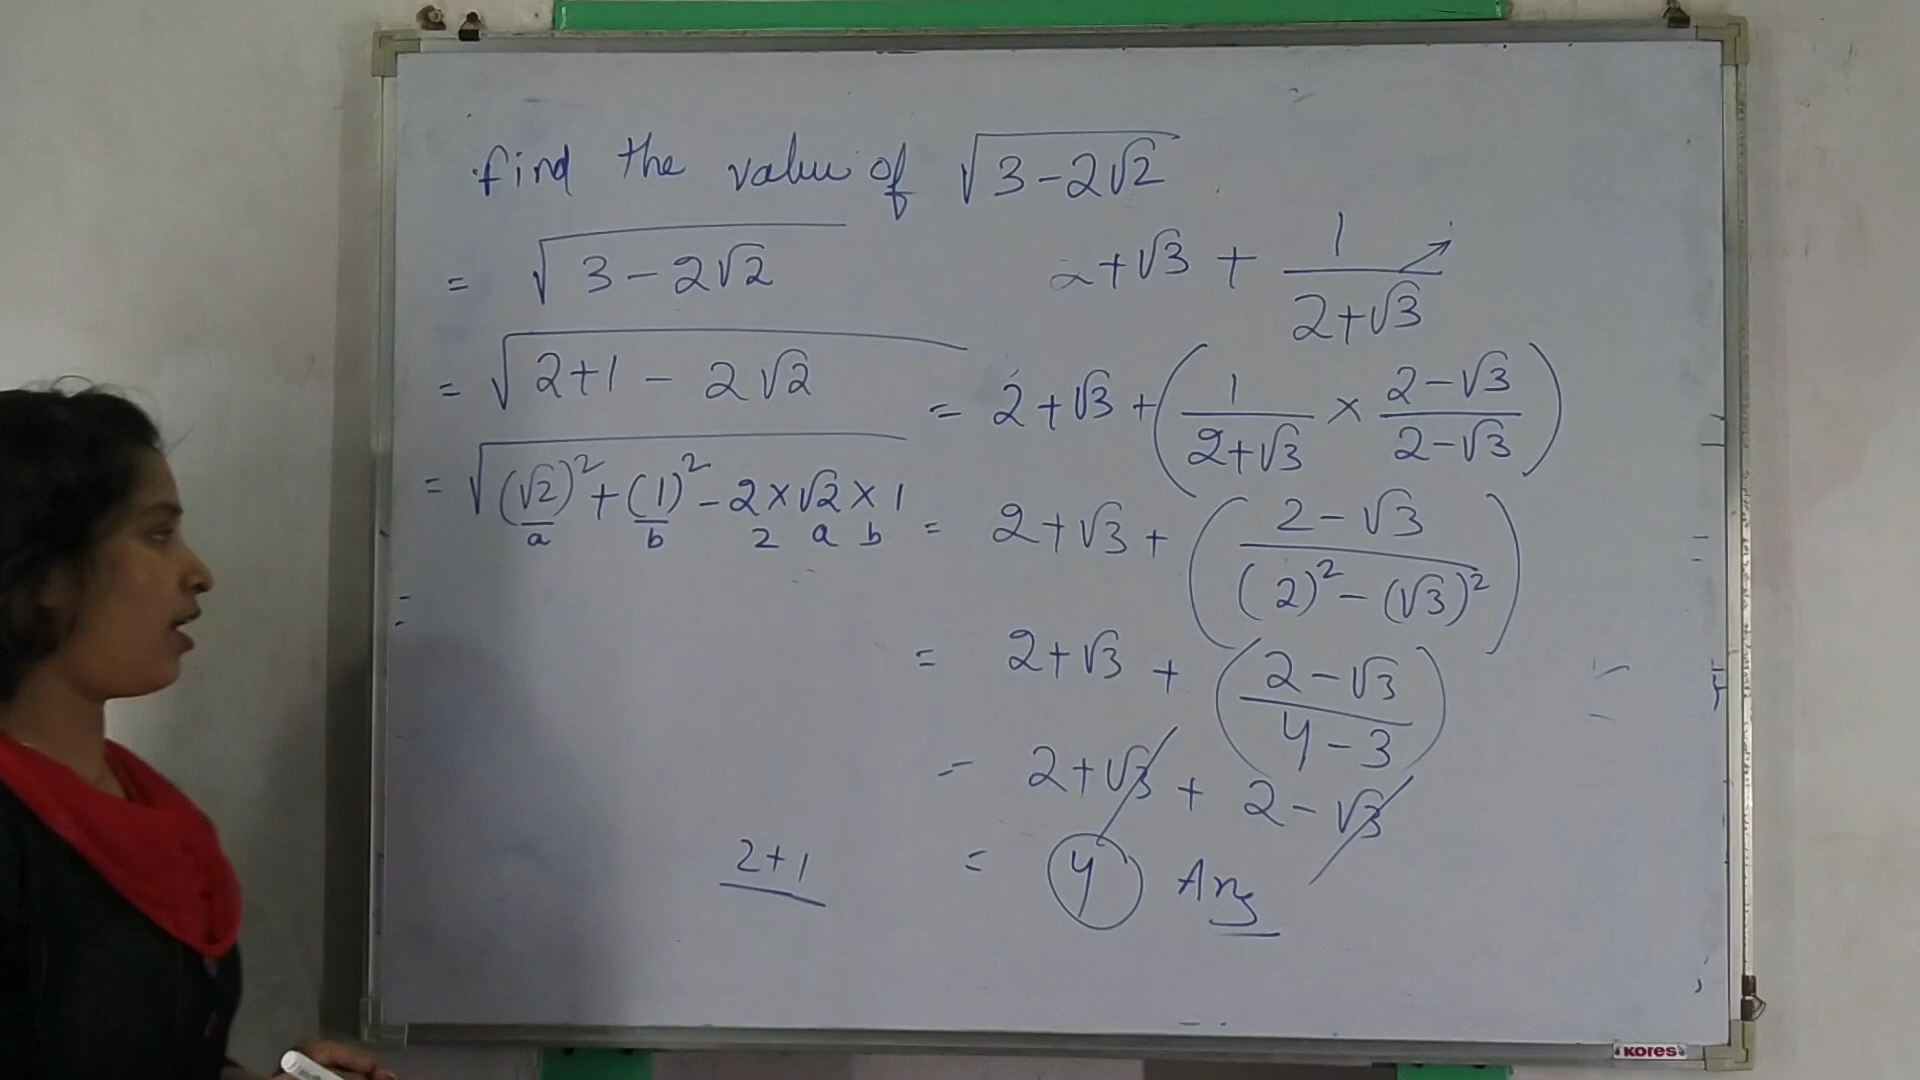 find the value of √(3-2√2)
= √(3-2√2)
= √(2+1 - 2√2)
= √((√2)² + (1)² - 2×√2×1
a b 2 a b
=
2+1
2+√3 + 1/(2+√3)
= 2+√3 + (1/(2+√3) × (2-√3)/(2-√3))
= 2+√3 + ((2-√3)/((2)²-(√3)²))
= 2+√3 + ((2-√3)/(4-3))
= 2+√3 + 2-√3
= 4 Ans
KORES